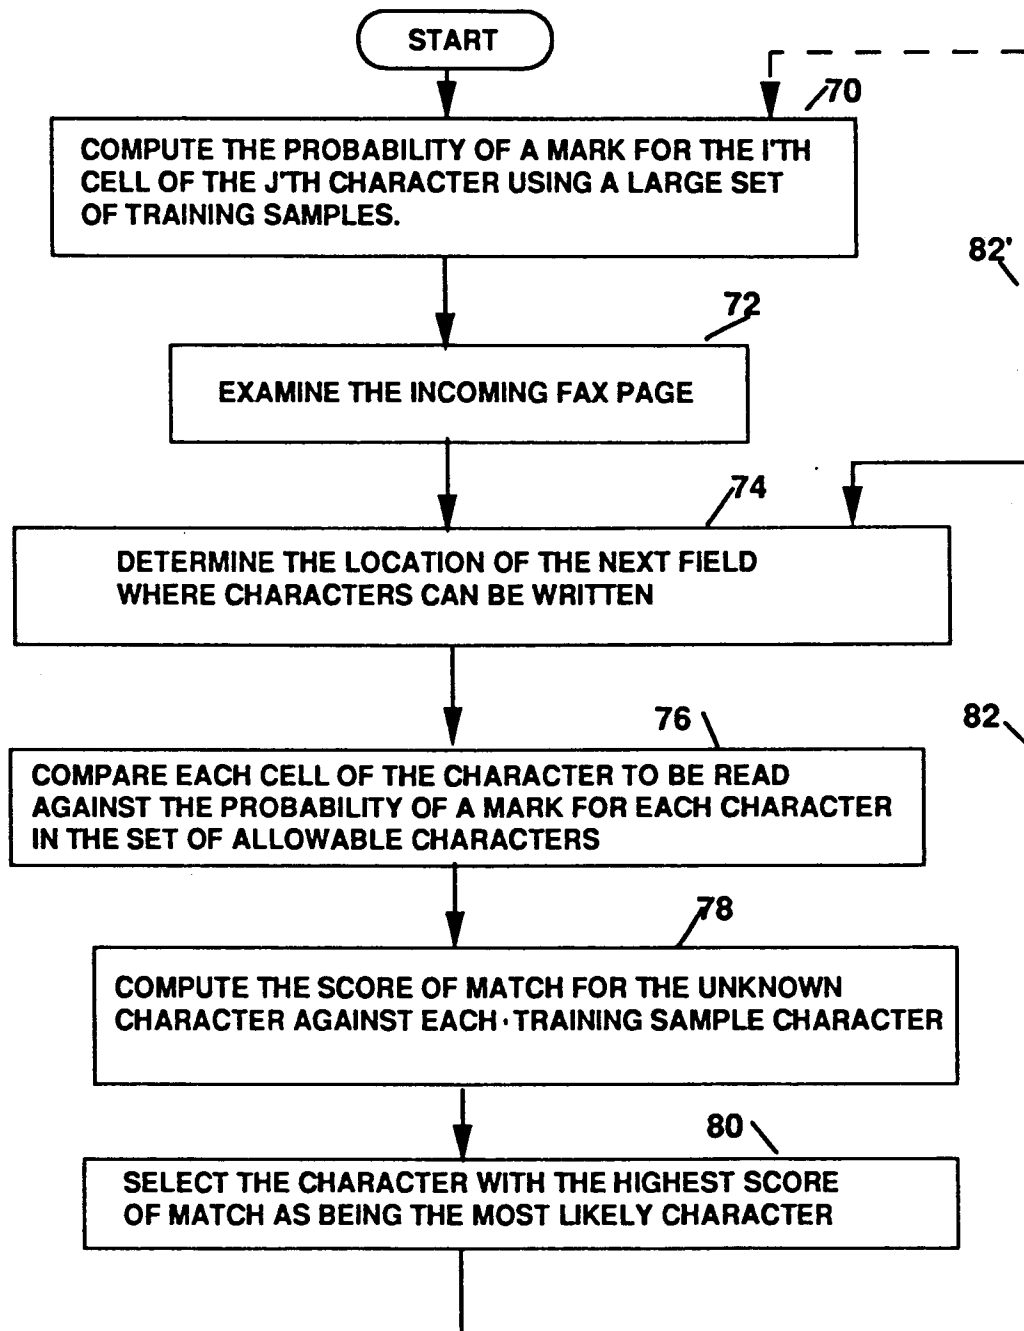 START
70
COMPUTE THE PROBABILITY OF A MARK FOR THE I'TH
CELL OF THE J'TH CHARACTER USING A LARGE SET
OF TRAINING SAMPLES.
82'
72
EXAMINE THE INCOMING FAX PAGE
74
DETERMINE THE LOCATION OF THE NEXT FIELD
WHERE CHARACTERS CAN BE WRITTEN
76
82
COMPARE EACH CELL OF THE CHARACTER TO BE READ
AGAINST THE PROBABILITY OF A MARK FOR EACH CHARACTER
IN THE SET OF ALLOWABLE CHARACTERS
78
COMPUTE THE SCORE OF MATCH FOR THE UNKNOWN
CHARACTER AGAINST EACH TRAINING SAMPLE CHARACTER
80
SELECT THE CHARACTER WITH THE HIGHEST SCORE
OF MATCH AS BEING THE MOST LIKELY CHARACTER